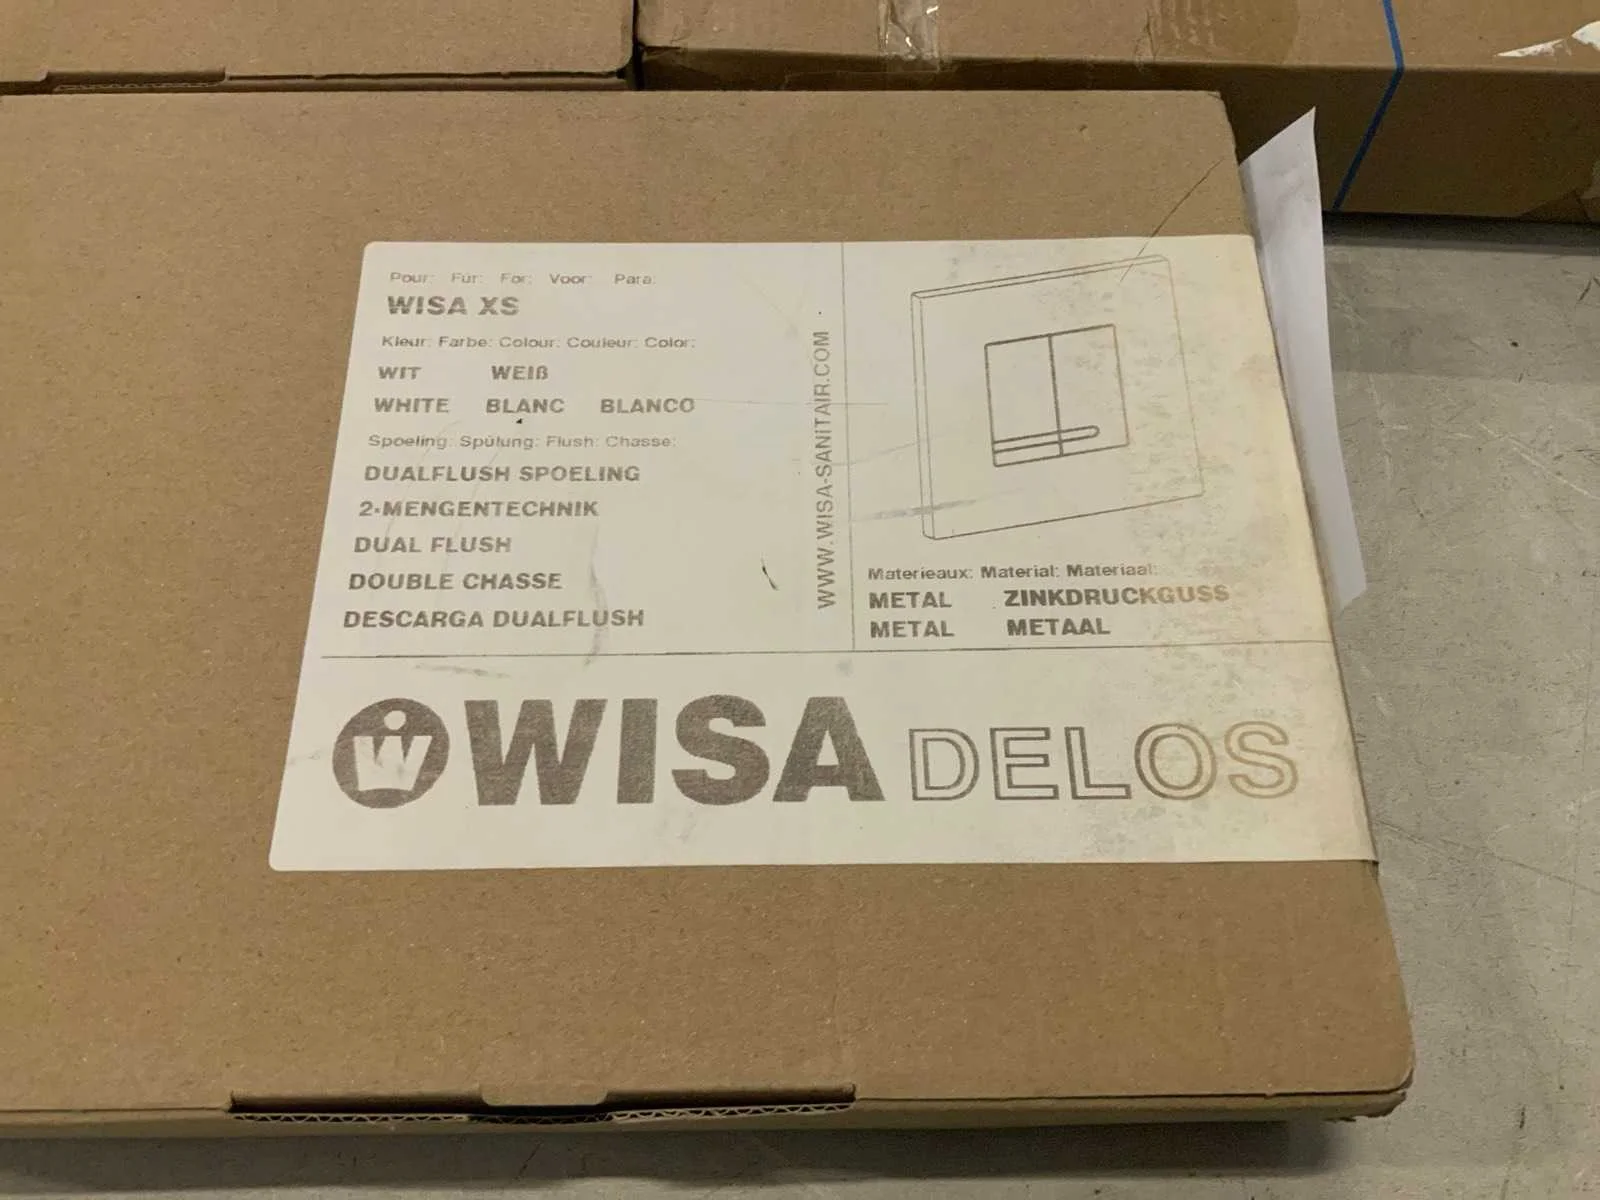 Pour: Für: For: Voor: Para:
WISA XS
Kleur: Farbe: Colour: Couleur: Color:
WIT WEIß
WHITE BLANC BLANCO
Spoeling: Spülung: Flush: Chasse:
DUALFLUSH SPOELING
2-MENGENTECHNIK
DUAL FLUSH
DOUBLE CHASSE
DESCARGA DUALFLUSH
WWW.WISA-SANITAIR.COM
Materieaux: Material: Materiaal:
METAL ZINKDRUCKGUSS
METAL METAAL
W WISA DELOS